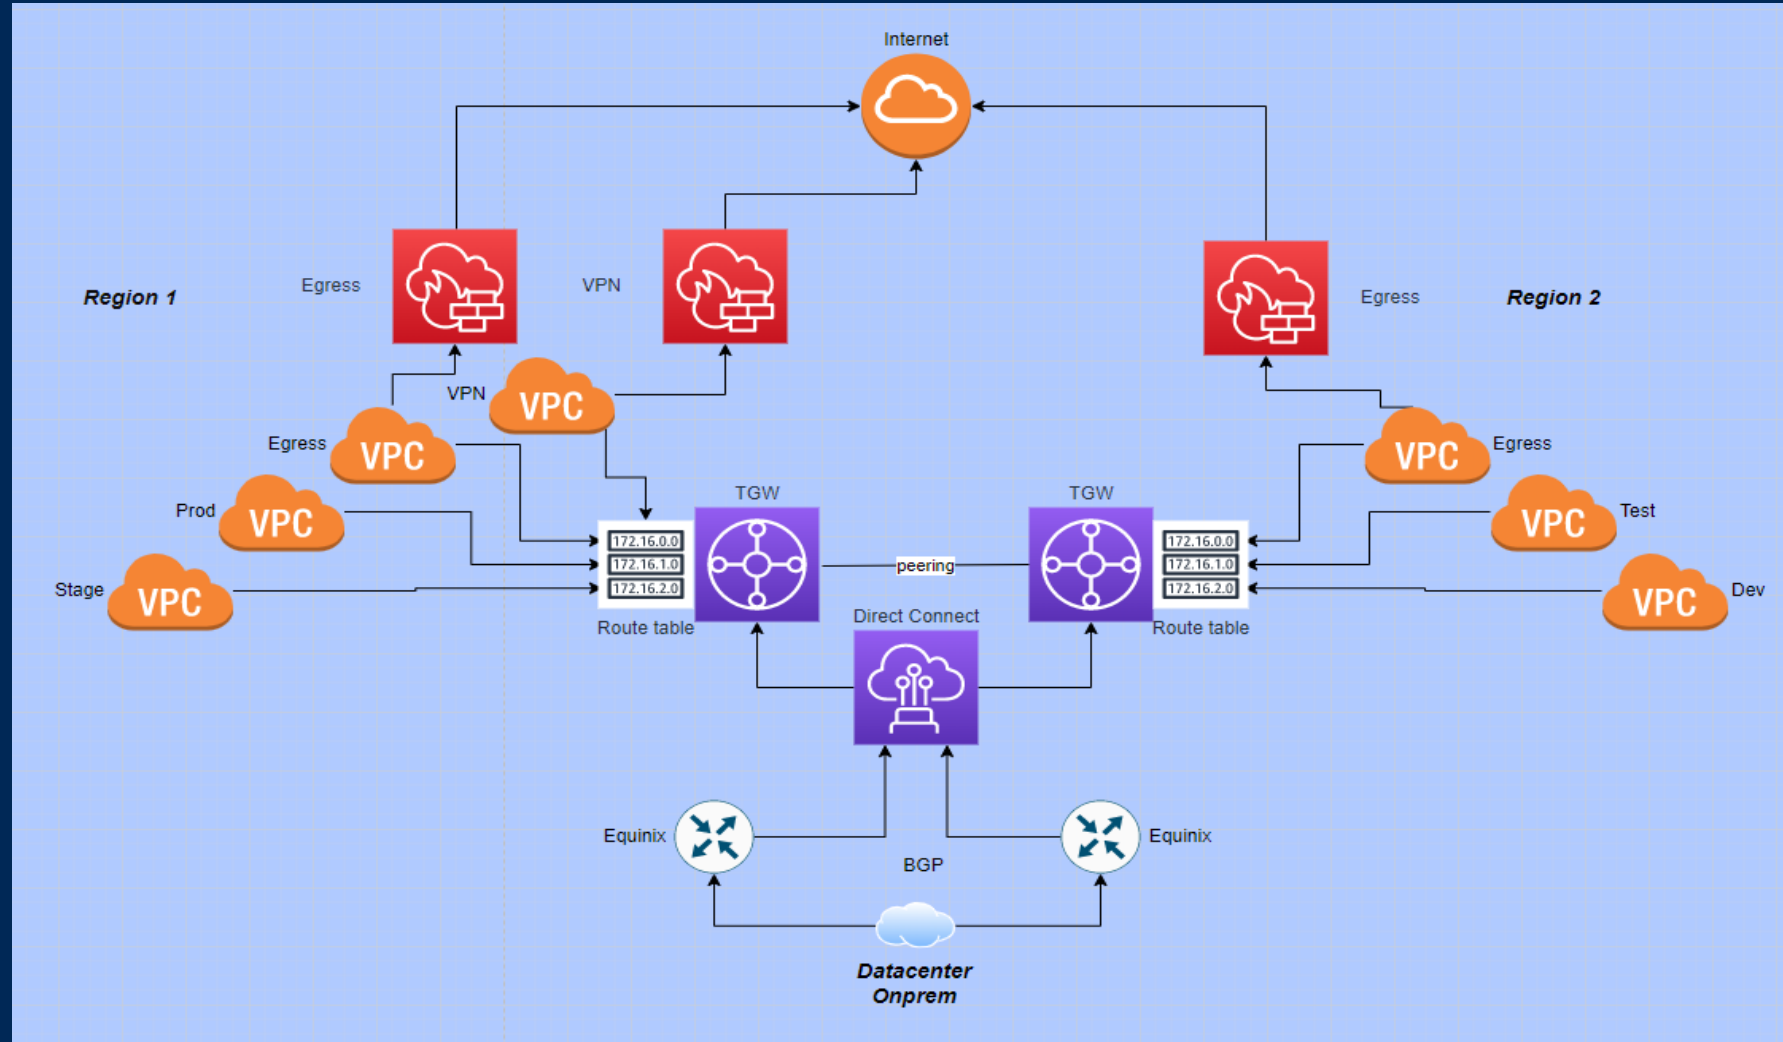 Internet
Region 1
Egress
VPN
Egress
Region 2
VPN
VPC
Egress
VPC
VPC
Egress
Prod
VPC
VPC
Test
Stage
VPC
VPC
Dev
TGW
TGW
172.16.0.0
172.16.1.0
172.16.2.0
peering
172.16.0.0
172.16.1.0
172.16.2.0
Route table
Direct Connect
Route table
Equinix
Equinix
BGP
Datacenter
Onprem